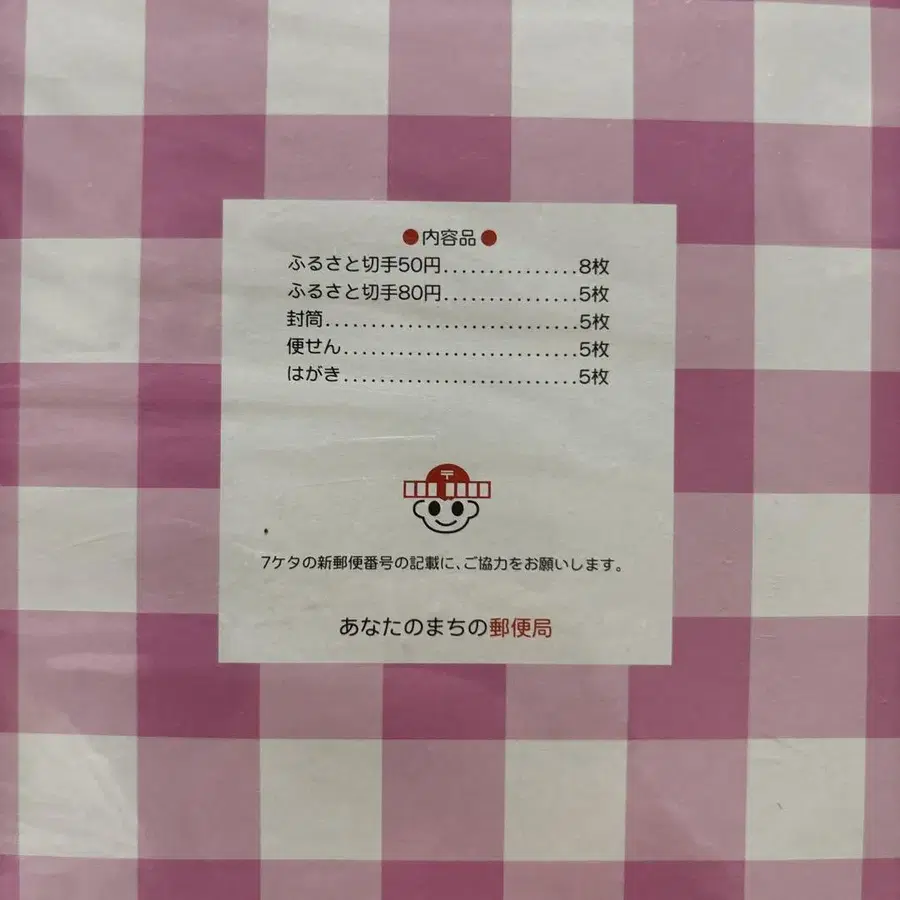 ●内容品●
ふるさと切手50円...............8枚
ふるさと切手80円...............5枚
封筒............................5枚
便せん..........................5枚
はがき..........................5枚
〒
7ケタの新郵便番号の記載に、ご協力をお願いします。
あなたのまちの郵便局